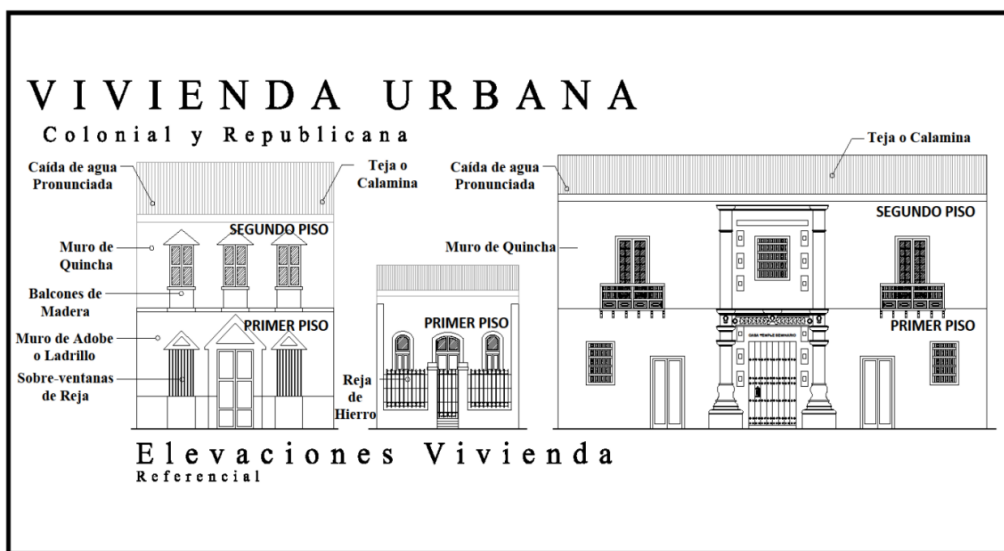 VIVIENDA URBANA
Colonial y Republicana
Caída de agua
Pronunciada
Teja o
Calamina
SEGUNDO PISO
Muro de
Quincha
Balcones de
Madera
PRIMER PISO
Muro de Adobe
o Ladrillo
Sobre-ventanas
de Reja
PRIMER PISO
Reja
de
Hierro
Teja o Calamina
Caída de agua
Pronunciada
SEGUNDO PISO
Muro de Quincha
PRIMER PISO
Elevaciones Vivienda
Referencial